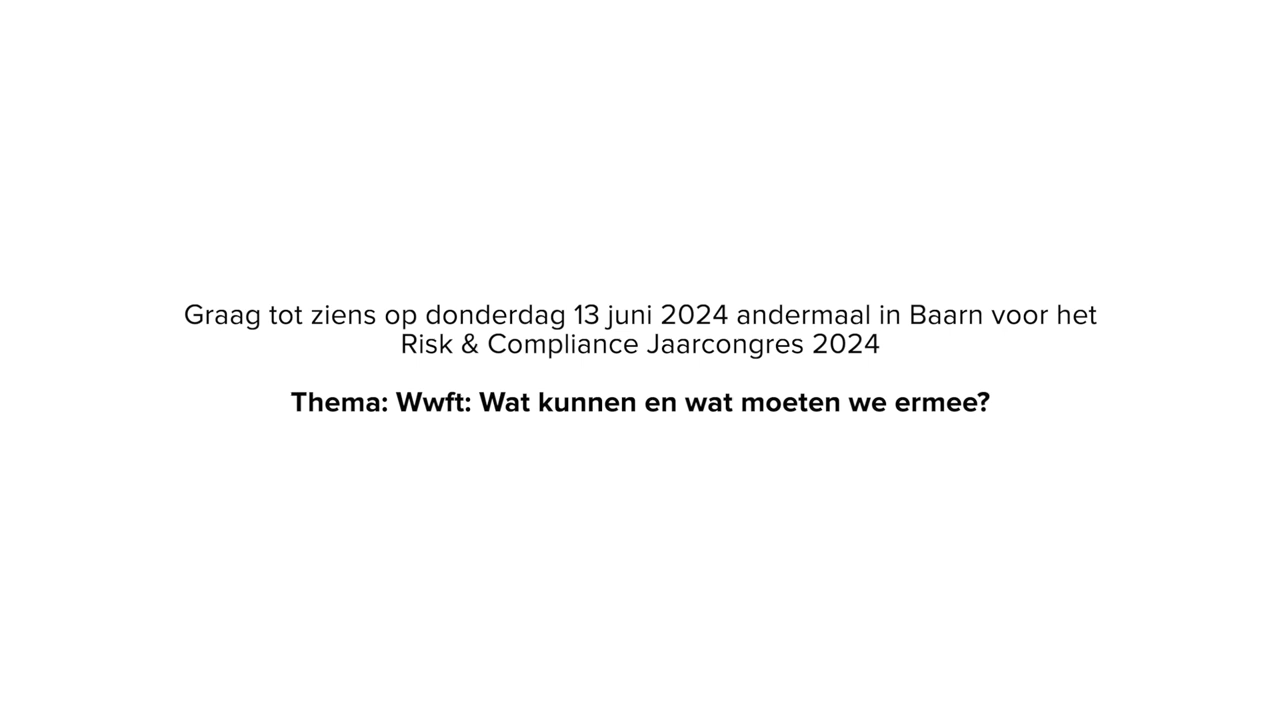 Graag tot ziens op donderdag 13 juni 2024 andermaal in Baarn voor het
Risk & Compliance Jaarcongres 2024
Thema: Wwft: Wat kunnen en wat moeten we ermee?